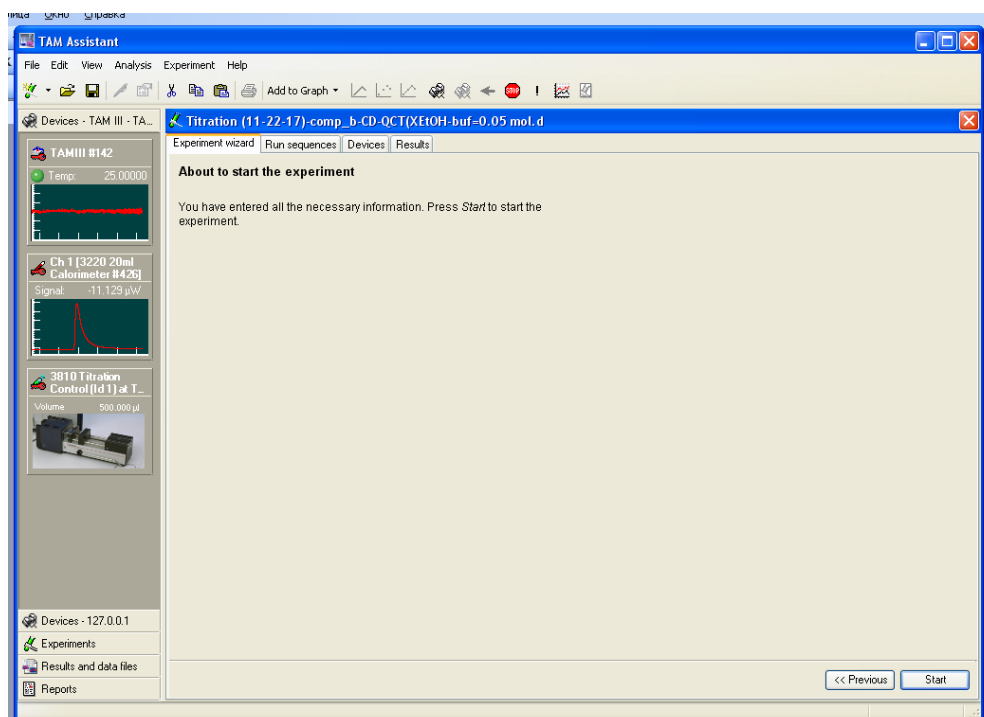 Окно Справка
TAM Assistant
File Edit View Analysis Experiment Help
Add to Graph
Devices - TAM III - TA...
Titration (11-22-17)-comp_b-CD-QCT(XEtOH-buf=0.05 mol.d
Experiment wizard Run sequences Devices Results
TAMIII #142
Temp: 25.00000
Ch 1 [3220 20ml
Calorimeter #426]
Signal: -11.129 µW
3810 Titration
Control (Id 1) at T...
Volume 500.000 µl
About to start the experiment
You have entered all the necessary information. Press Start to start the
experiment.
Devices - 127.0.0.1
Experiments
Results and data files
Reports
<< Previous Start